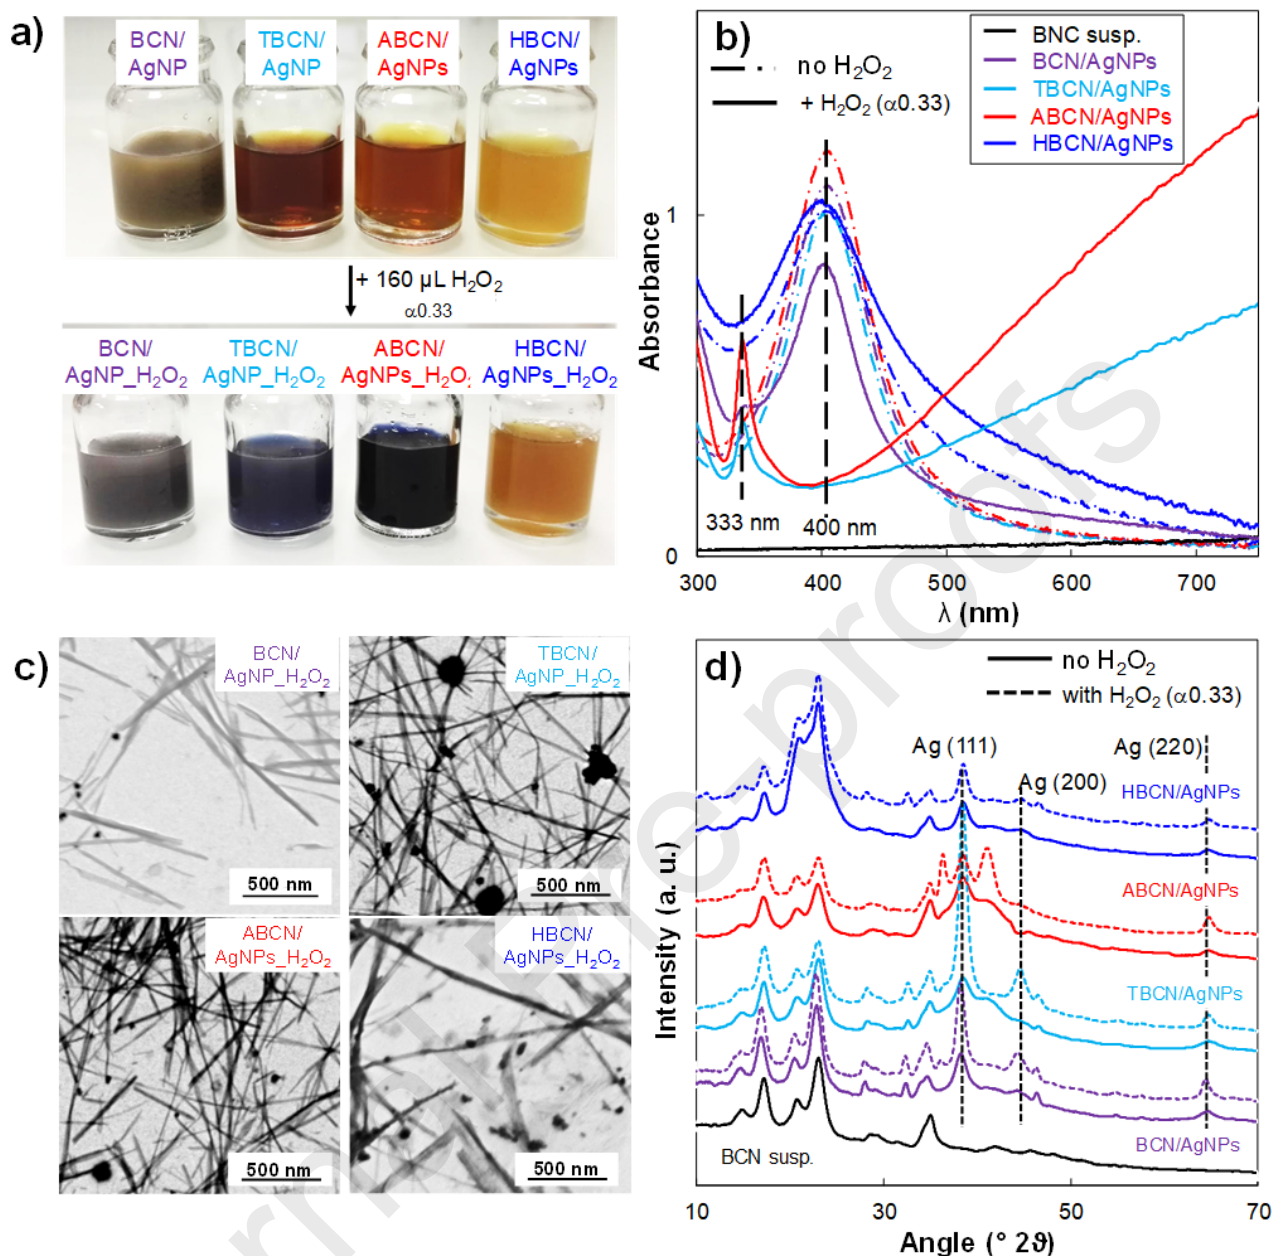 a)
BCN/
AgNP
TBCN/
AgNP
ABCN/
AgNPs
HBCN/
AgNPs
+ 160 µL H₂O₂
α0.33
BCN/
AgNP_H₂O₂
TBCN/
AgNP_H₂O₂
ABCN/
AgNPs_H₂O₂
HBCN/
AgNPs_H₂O₂
b)
no H₂O₂
+ H₂O₂ (α0.33)
BNC susp.
BCN/AgNPs
TBCN/AgNPs
ABCN/AgNPs
HBCN/AgNPs
Absorbance
1
0
333 nm
400 nm
300 400 500 600 700
λ (nm)
c)
BCN/
AgNP_H₂O₂
500 nm
TBCN/
AgNP_H₂O₂
500 nm
ABCN/
AgNPs_H₂O₂
500 nm
HBCN/
AgNPs_H₂O₂
500 nm
d)
no H₂O₂
with H₂O₂ (α0.33)
Ag (111)
Ag (200)
Ag (220)
HBCN/AgNPs
ABCN/AgNPs
TBCN/AgNPs
BCN/AgNPs
BCN susp.
Intensity (a. u.)
10 30 50 70
Angle (° 2ϑ)
Pre-proofs